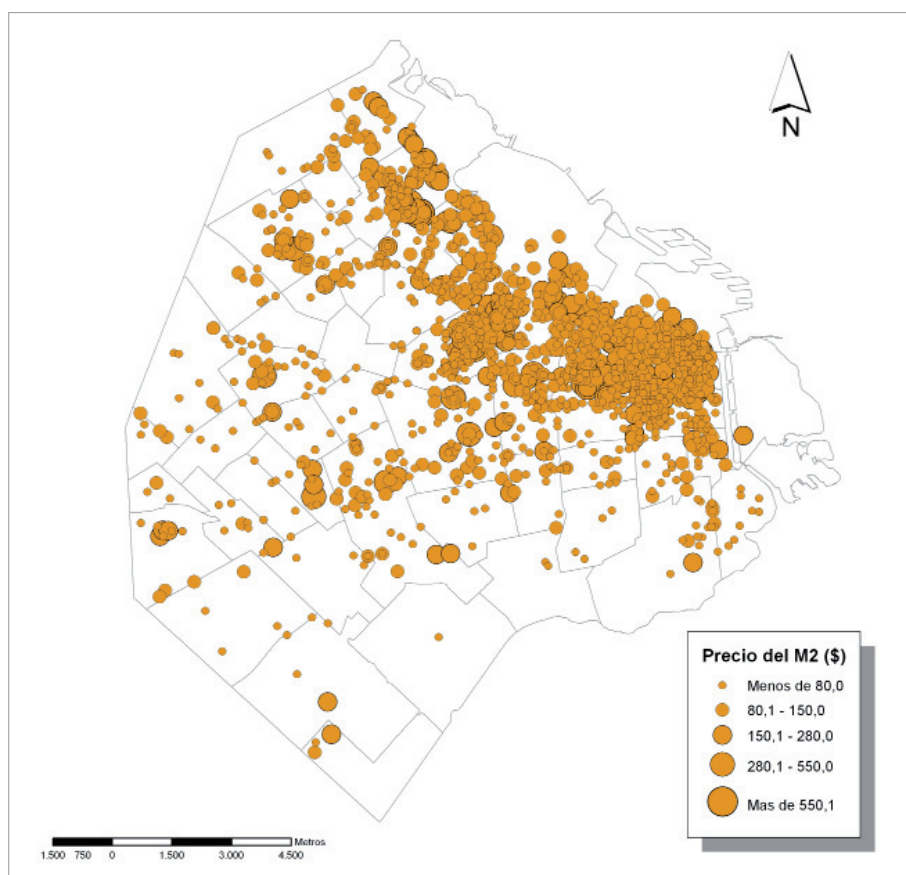 N
Precio del M2 ($)
Menos de 80,0
80,1 - 150,0
150,1 - 280,0
280,1 - 550,0
Mas de 550,1
Metros
1.500 750 0 1.500 3.000 4.500